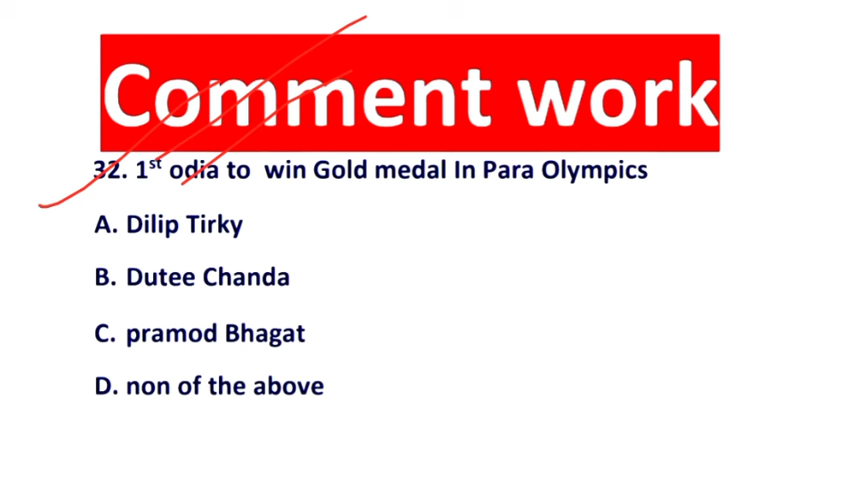 Comment work
32. 1st odia to win Gold medal In Para Olympics
A. Dilip Tirky
B. Dutee Chanda
C. pramod Bhagat
D. non of the above